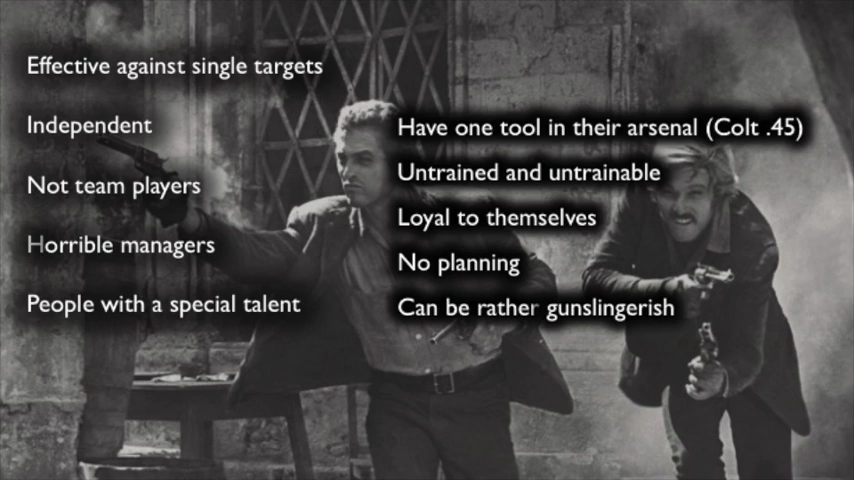 Effective against single targets
Independent
Not team players
Horrible managers
People with a special talent
Have one tool in their arsenal (Colt .45)
Untrained and untrainable
Loyal to themselves
No planning
Can be rather gunslingerish